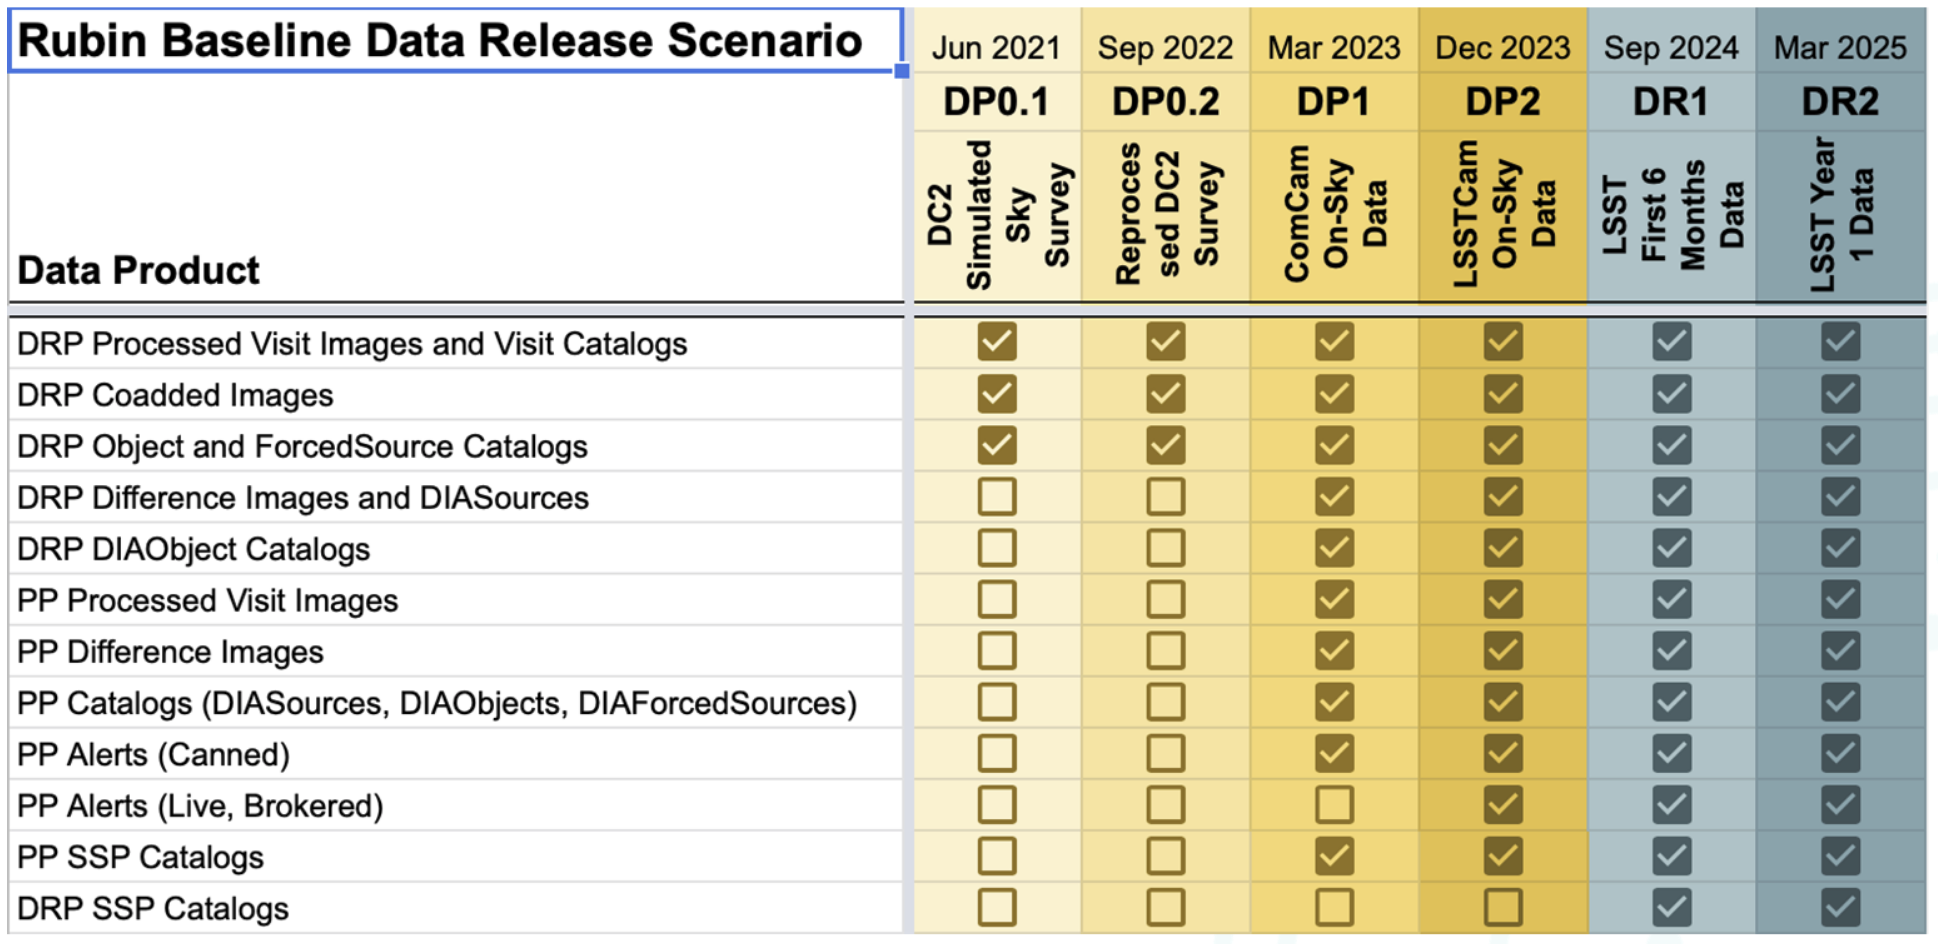 Rubin Baseline Data Release Scenario
Jun 2021 Sep 2022 Mar 2023 Dec 2023 Sep 2024 Mar 2025
DP0.1 DP0.2 DP1 DP2 DR1 DR2
DC2
Simulated
Sky
Survey
Reproces
sed DC2
Survey
ComCam
On-Sky
Data
LSSTCam
On-Sky
Data
LSST
First 6
Months
Data
LSST Year
1 Data
Data Product
DRP Processed Visit Images and Visit Catalogs
DRP Coadded Images
DRP Object and ForcedSource Catalogs
DRP Difference Images and DIASources
DRP DIAObject Catalogs
PP Processed Visit Images
PP Difference Images
PP Catalogs (DIASources, DIAObjects, DIAForcedSources)
PP Alerts (Canned)
PP Alerts (Live, Brokered)
PP SSP Catalogs
DRP SSP Catalogs